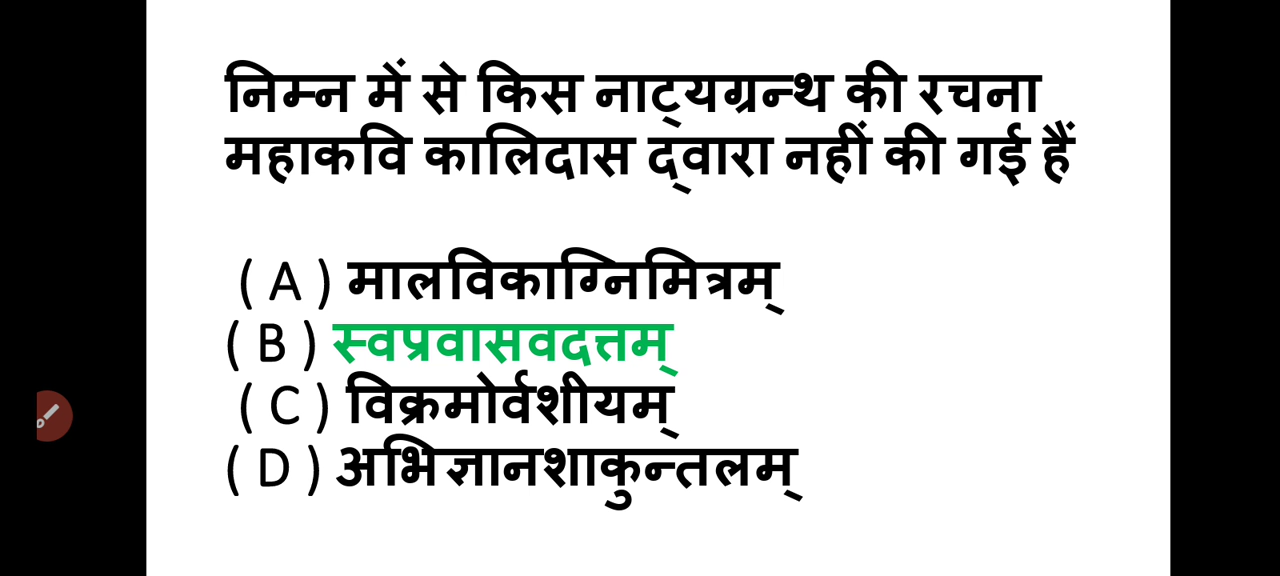 निम्न में से किस नाट्यग्रन्थ की रचना
महाकवि कालिदास द्वारा नहीं की गई हैं
( A ) मालविकाग्निमित्रम्
( B ) स्वप्रवासवदत्तम्
( C ) विक्रमोर्वशीयम्
( D ) अभिज्ञानशाकुन्तलम्